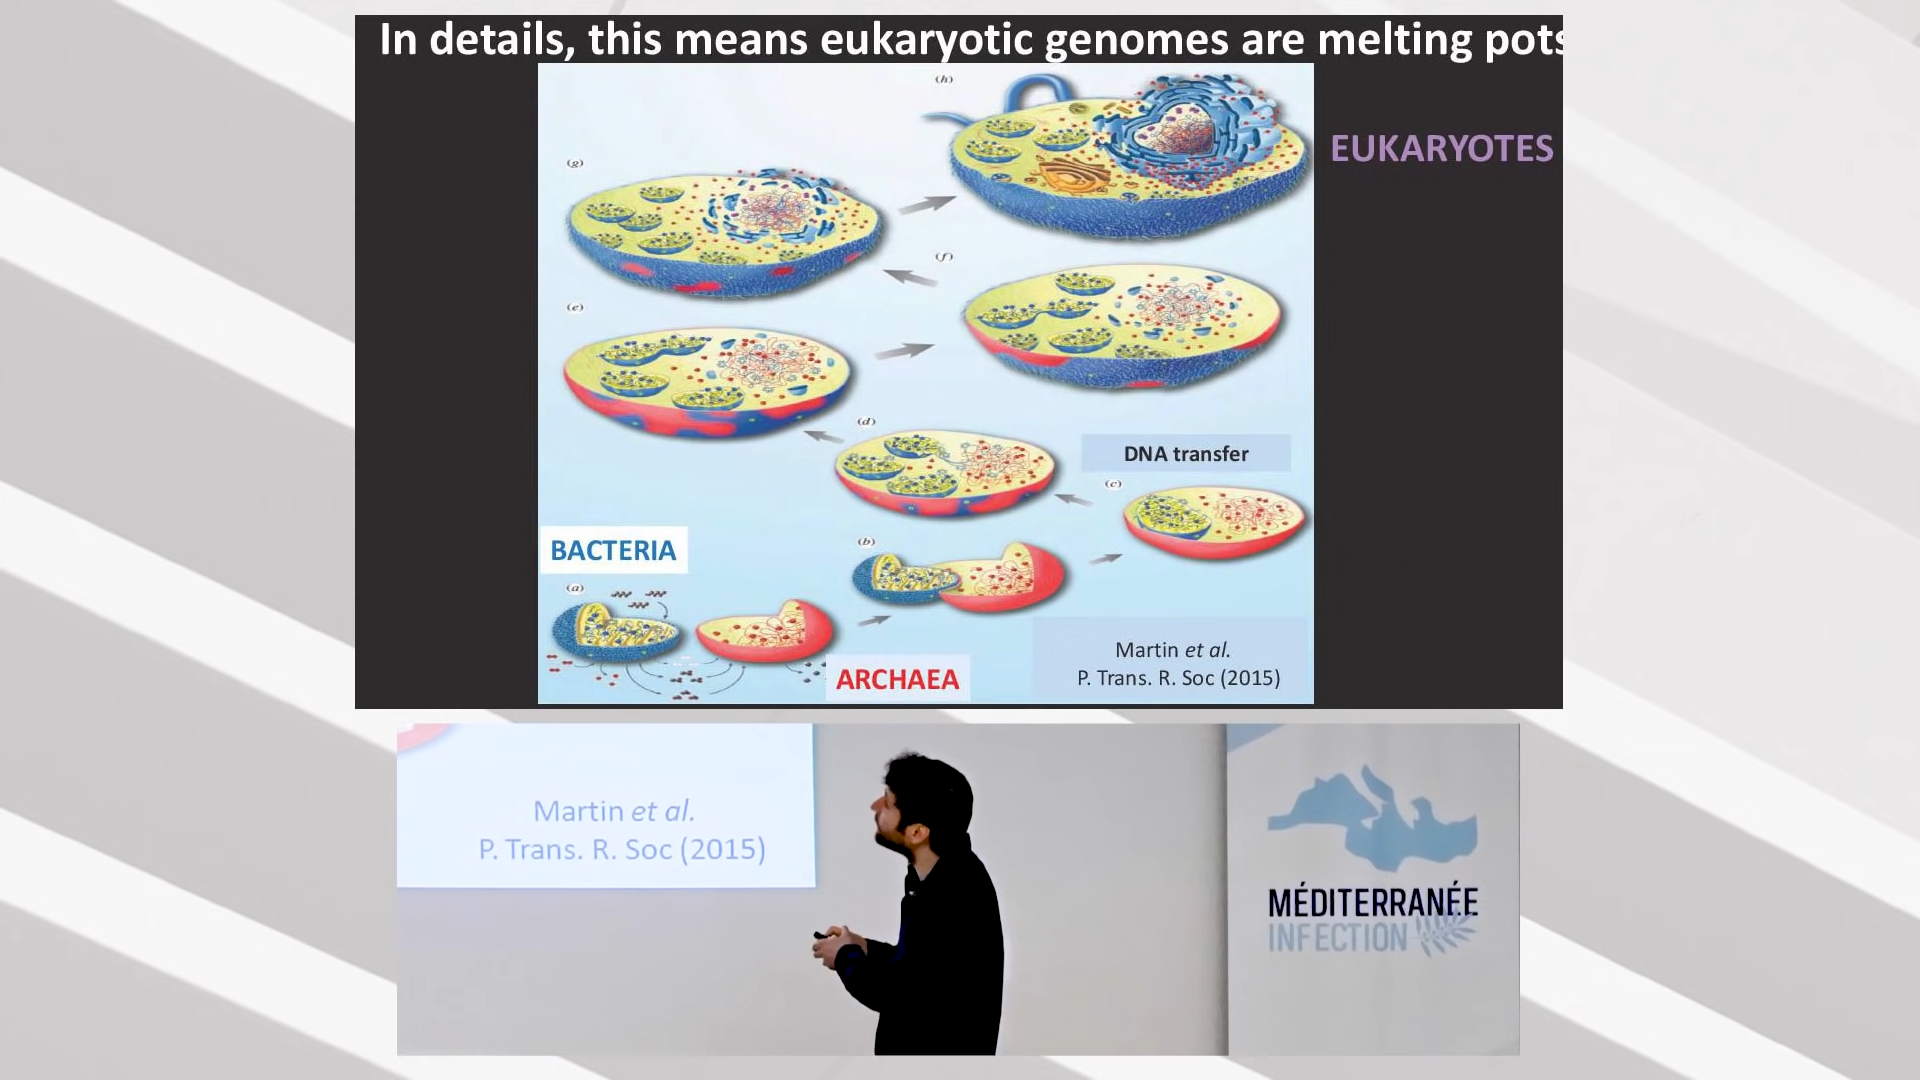 In details, this means eukaryotic genomes are melting pots
(h)
EUKARYOTES
(g)
(f)
(e)
(d)
DNA transfer
(c)
BACTERIA
(b)
(a)
Martin et al.
P. Trans. R. Soc (2015)
ARCHAEA
Martin et al.
P. Trans. R. Soc (2015)
MÉDITERRANÉE
INFECTION